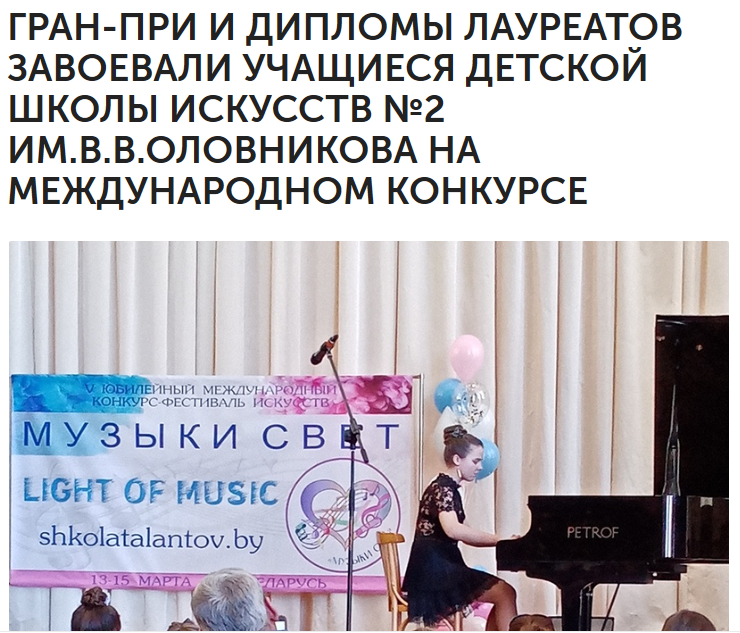 ГРАН-ПРИ И ДИПЛОМЫ ЛАУРЕАТОВ
ЗАВОЕВАЛИ УЧАЩИЕСЯ ДЕТСКОЙ
ШКОЛЫ ИСКУССТВ №2
ИМ.В.В.ОЛОВНИКОВА НА
МЕЖДУНАРОДНОМ КОНКУРСЕ
V ЮБИЛЕЙНЫЙ МЕЖДУНАРОДНЫЙ
КОНКУРС-ФЕСТИВАЛЬ ИСКУССТВ
МУЗЫКИ СВЕТ
LIGHT OF MUSIC
shkolatalantov.by
«Музыки
13-15 МАРТА
PETROF